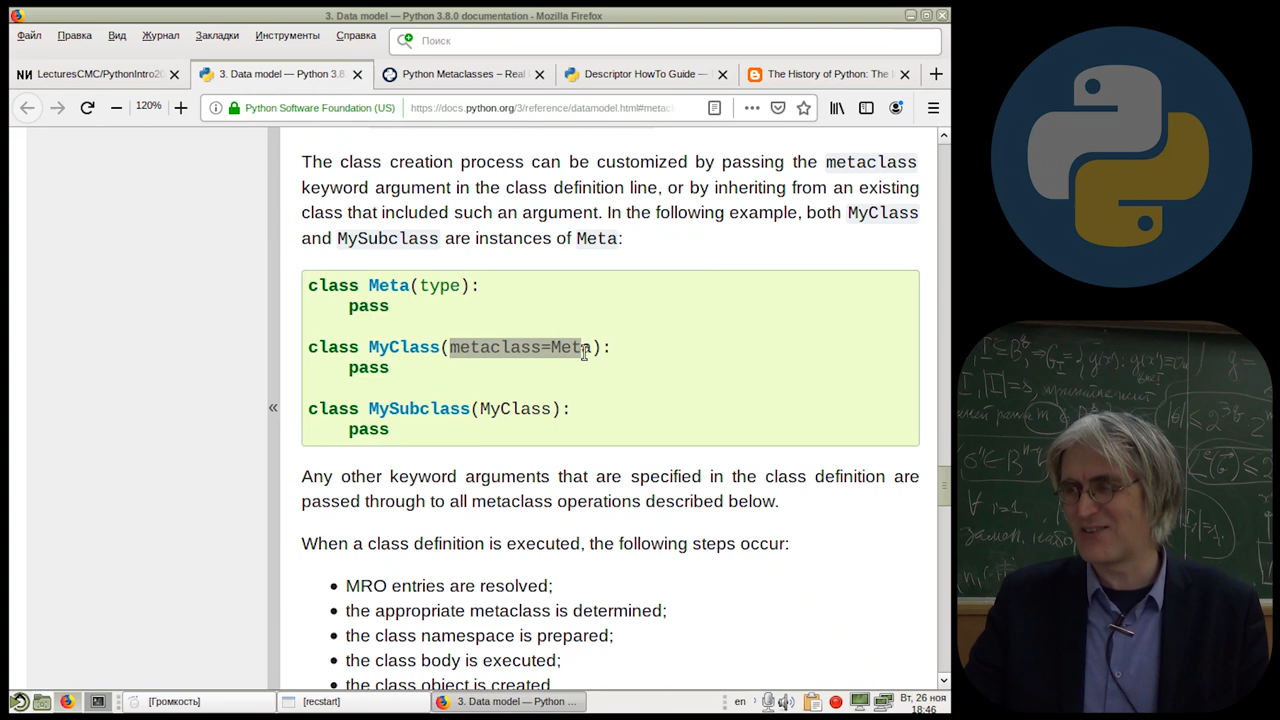 3. Data model — Python 3.8.0 documentation - Mozilla Firefox
Файл Правка Вид Журнал Закладки Инструменты Справка Поиск
LecturesCMC/PythonIntro20 3. Data model — Python 3.8. Python Metaclasses – Real Descriptor HowTo Guide — The History of Python: The
120% Python Software Foundation (US) https://docs.python.org/3/reference/datamodel.html#metacl
The class creation process can be customized by passing the metaclass
keyword argument in the class definition line, or by inheriting from an existing
class that included such an argument. In the following example, both MyClass
and MySubclass are instances of Meta:
class Meta(type):
pass
class MyClass(metaclass=Meta):
pass
class MySubclass(MyClass):
pass
«
Any other keyword arguments that are specified in the class definition are
passed through to all metaclass operations described below.
When a class definition is executed, the following steps occur:
• MRO entries are resolved;
• the appropriate metaclass is determined;
• the class namespace is prepared;
• the class body is executed;
• the class object is created
[Громкость] [recstart] 3. Data model — Python ... en Вт, 26 ноя
18:46